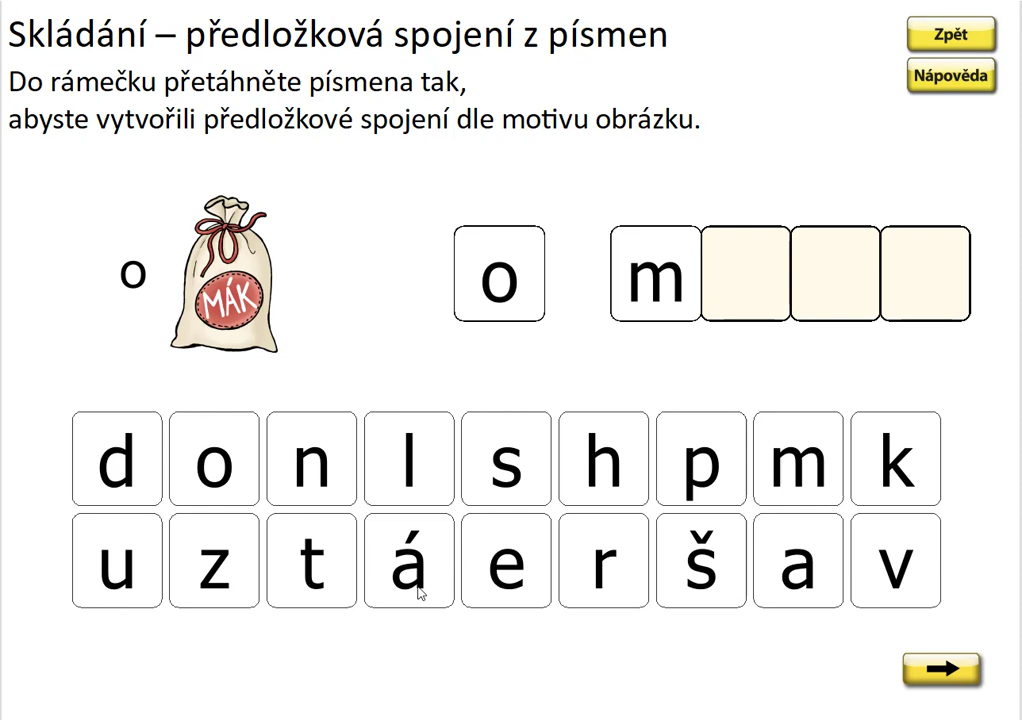 Skládání – předložková spojení z písmen
Zpět
Do rámečku přetáhněte písmena tak,
Nápověda
abyste vytvořili předložkové spojení dle motivu obrázku.
o
MÁK
o m
d o n l s h p m k
u z t á e r š a v